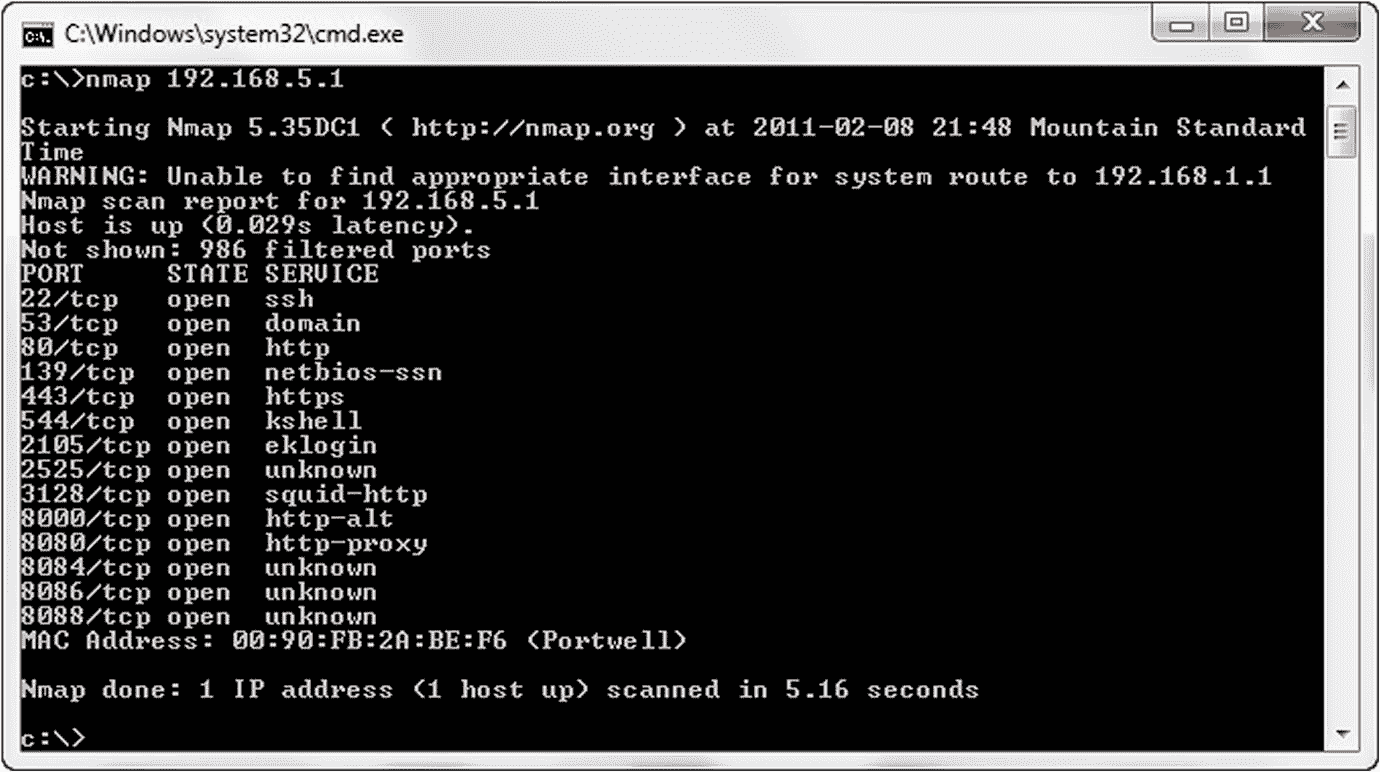 C:\Windows\system32\cmd.exe
c:\>nmap 192.168.5.1
Starting Nmap 5.35DC1 ( http://nmap.org ) at 2011-02-08 21:48 Mountain Standard
Time
WARNING: Unable to find appropriate interface for system route to 192.168.1.1
Nmap scan report for 192.168.5.1
Host is up (0.029s latency).
Not shown: 986 filtered ports
PORT     STATE SERVICE
22/tcp   open  ssh
53/tcp   open  domain
80/tcp   open  http
139/tcp  open  netbios-ssn
443/tcp  open  https
544/tcp  open  kshell
2105/tcp open  eklogin
2525/tcp open  unknown
3128/tcp open  squid-http
8000/tcp open  http-alt
8080/tcp open  http-proxy
8084/tcp open  unknown
8086/tcp open  unknown
8088/tcp open  unknown
MAC Address: 00:90:FB:2A:BE:F6 (Portwell)
Nmap done: 1 IP address (1 host up) scanned in 5.16 seconds
c:\>